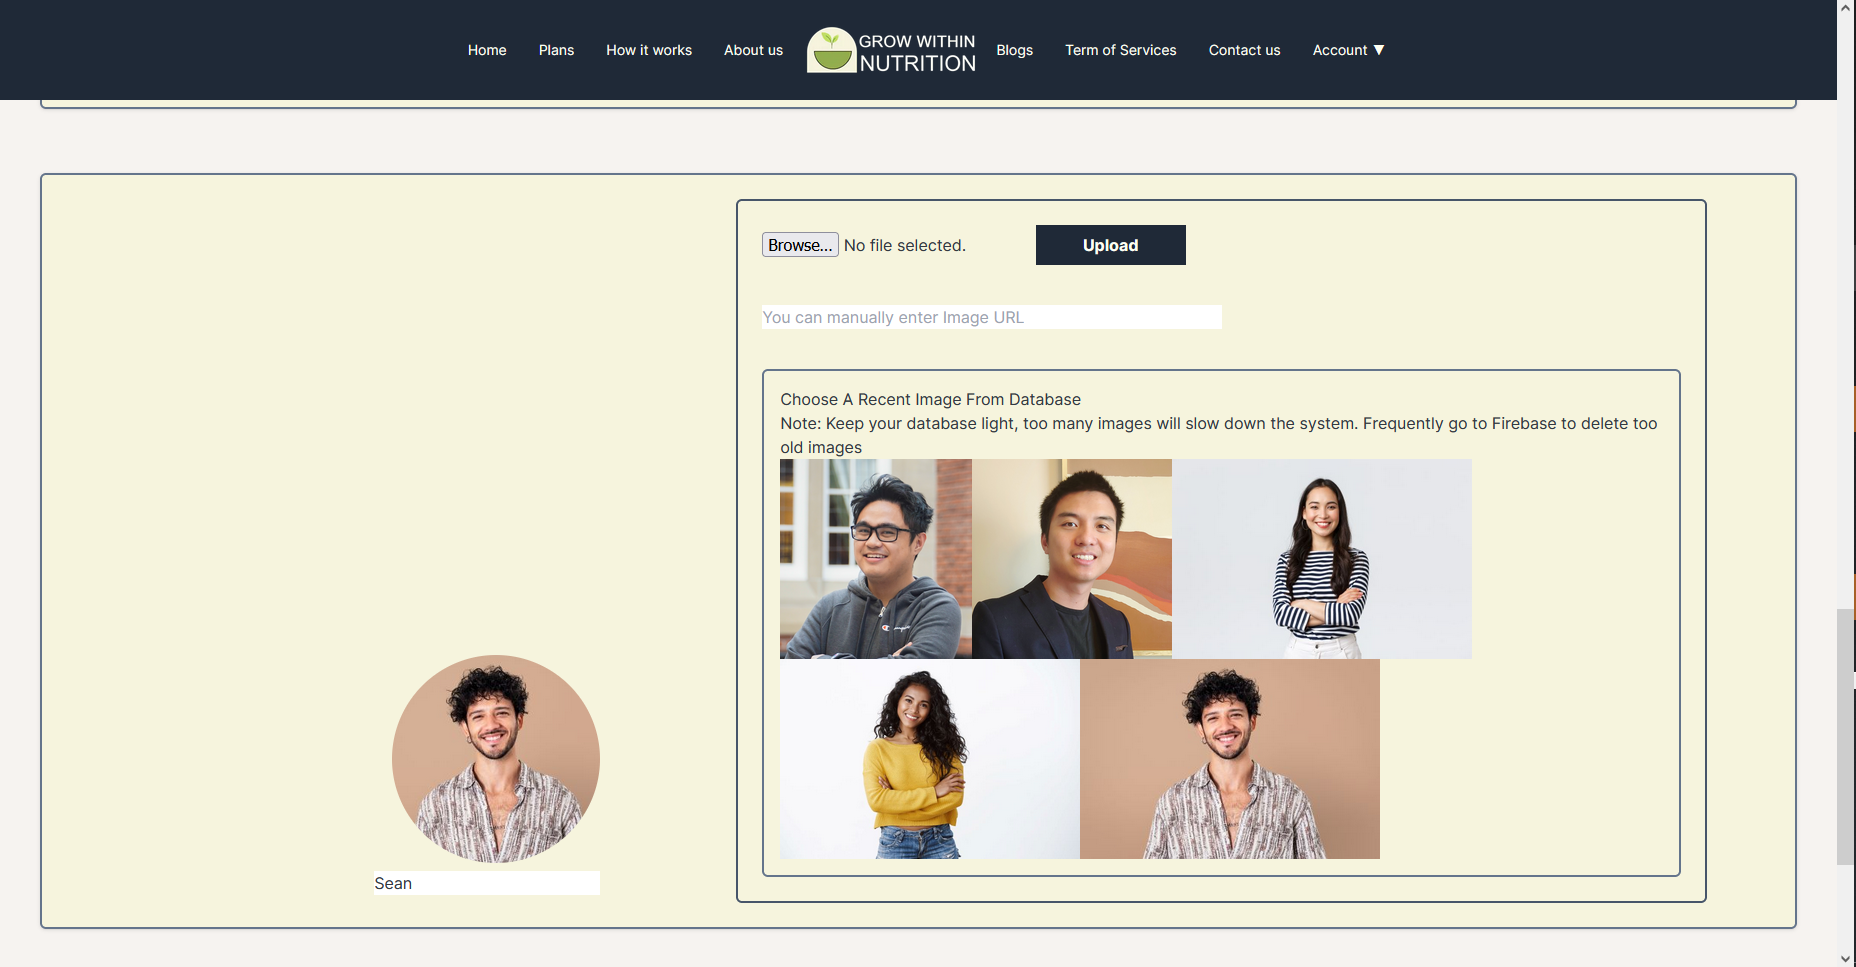 Home Plans How it works About us GROW WITHIN NUTRITION Blogs Term of Services Contact us Account ▼
Browse... No file selected. Upload
You can manually enter Image URL
Choose A Recent Image From Database
Note: Keep your database light, too many images will slow down the system. Frequently go to Firebase to delete too
old images
Sean